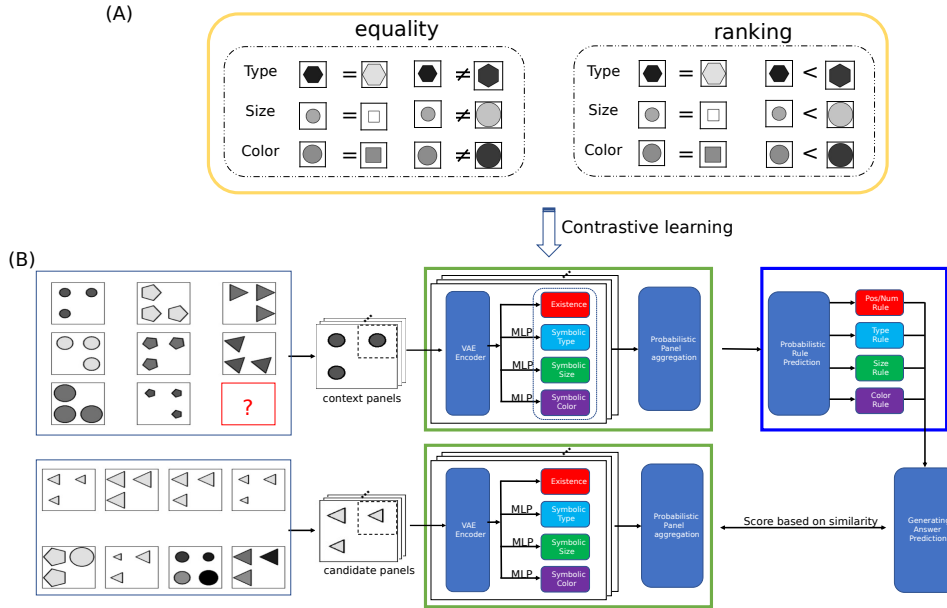 (A)
equality
ranking
Type
=
≠
Type
=
<
Size
=
≠
Size
=
<
Color
=
≠
Color
=
<
Contrastive learning
(B)
?
context panels
VAE
Encoder
MLP
MLP
MLP
Existence
Symbolic
Type
Symbolic
Size
Symbolic
Color
Probabilistic
Panel
aggregation
Probabilistic
Rule
Prediction
Pos/Num
Rule
Type Rule
Size Rule
Color Rule
candidate panels
VAE
Encoder
MLP
MLP
MLP
Existence
Symbolic
Type
Symbolic
Size
Symbolic Color
Probabilistic
Panel
aggregation
Score based on similarity
Generating
Answer
Prediction